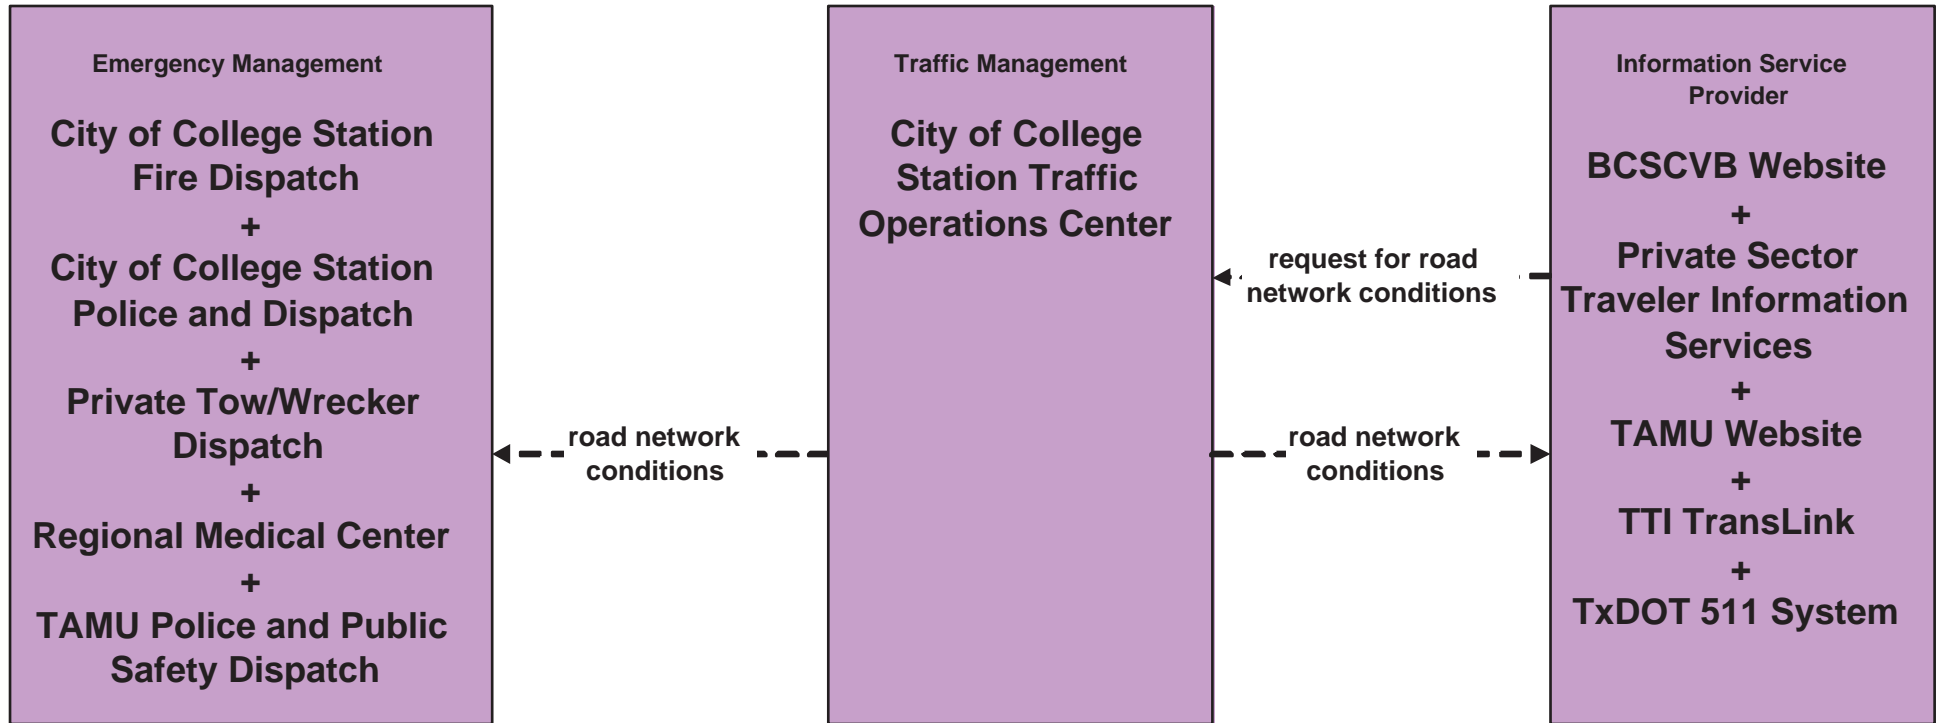 Emergency Management
City of College Station
Fire Dispatch
+
City of College Station
Police and Dispatch
+
Private Tow/Wrecker
Dispatch
+
Regional Medical Center
+
TAMU Police and Public
Safety Dispatch
road network
conditions
Traffic Management
City of College
Station Traffic
Operations Center
request for road
network conditions
road network
conditions
Information Service
Provider
BCSCVB Website
+
Private Sector
Traveler Information
Services
+
TAMU Website
+
TTI TransLink
+
TxDOT 511 System